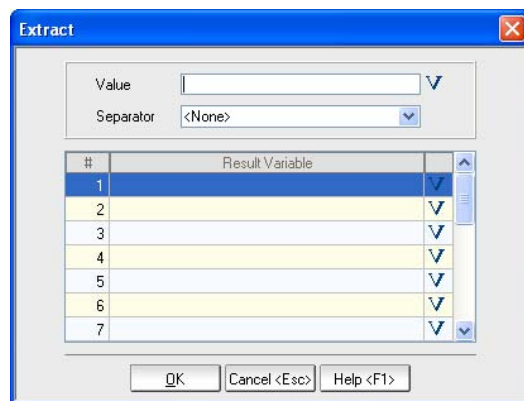 Extract
Value V
Separator <None>
# Result Variable
1 V
2 V
3 V
4 V
5 V
6 V
7 V
OK Cancel <Esc> Help <F1>